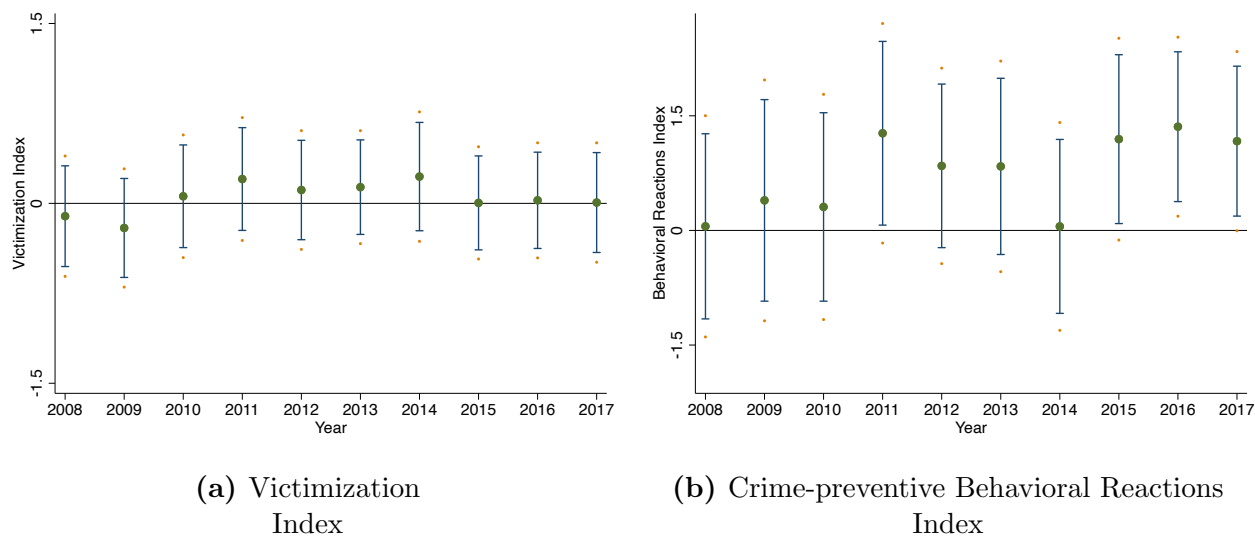 1.5
0
-1.5
Victimization Index
2008 2009 2010 2011 2012 2013 2014 2015 2016 2017
Year
1.5
0
-1.5
Behavioral Reactions Index
2008 2009 2010 2011 2012 2013 2014 2015 2016 2017
Year
(a) Victimization
Index
(b) Crime-preventive Behavioral Reactions
Index